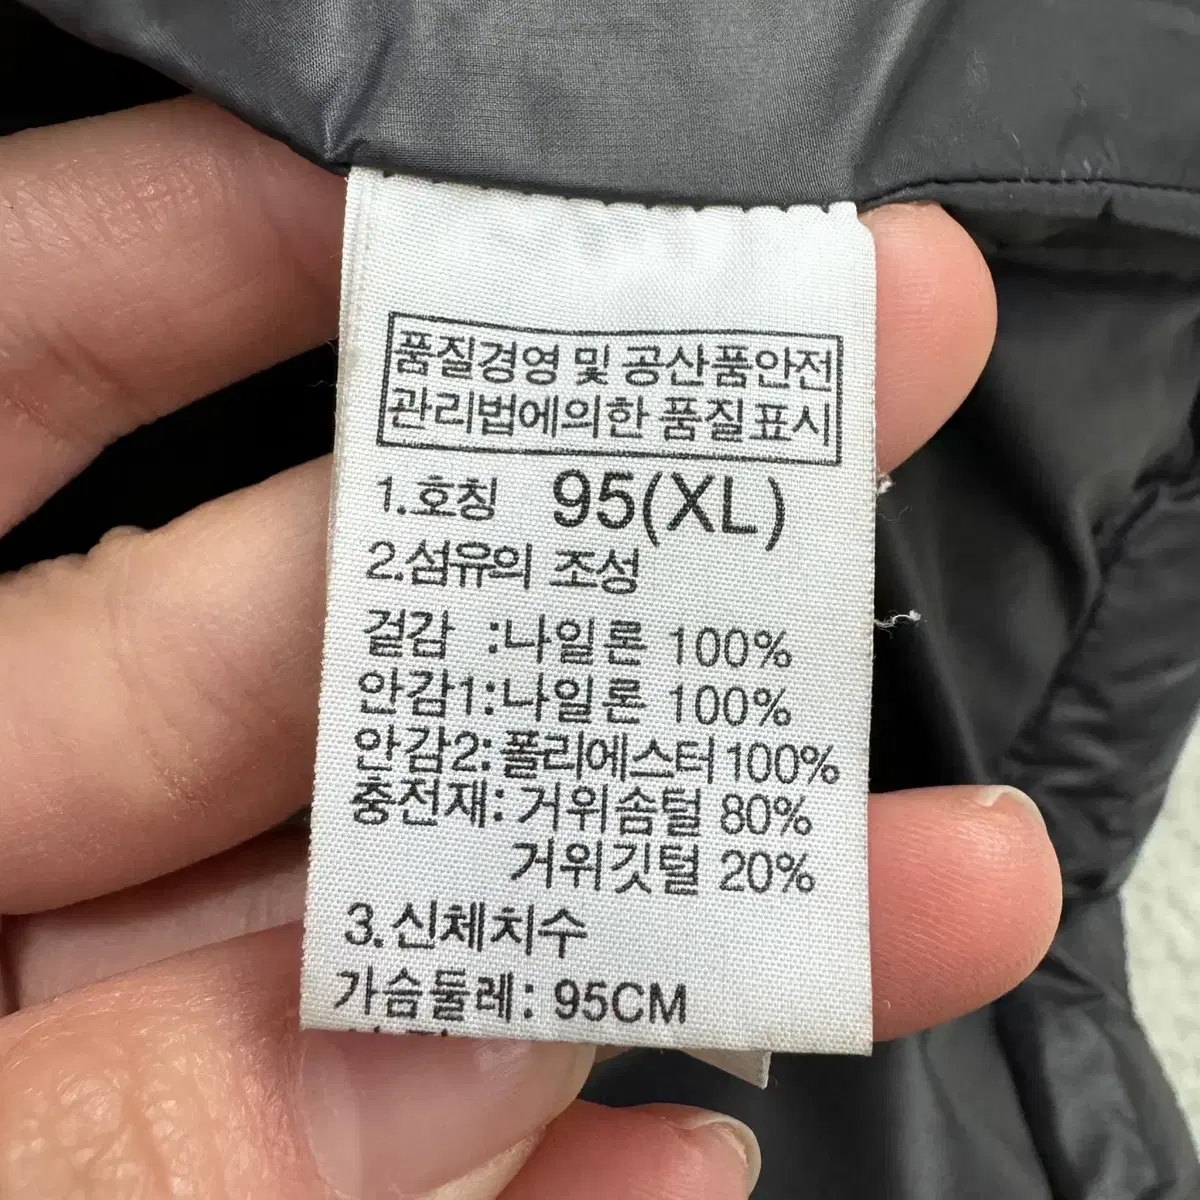 품질경영 및 공산품안전
관리법에의한 품질표시
1.호칭 95(XL)
2.섬유의 조성
겉감 :나일론 100%
안감1:나일론 100%
안감2:폴리에스터100%
충전재: 거위솜털 80%
거위깃털 20%
3.신체치수
가슴둘레: 95CM